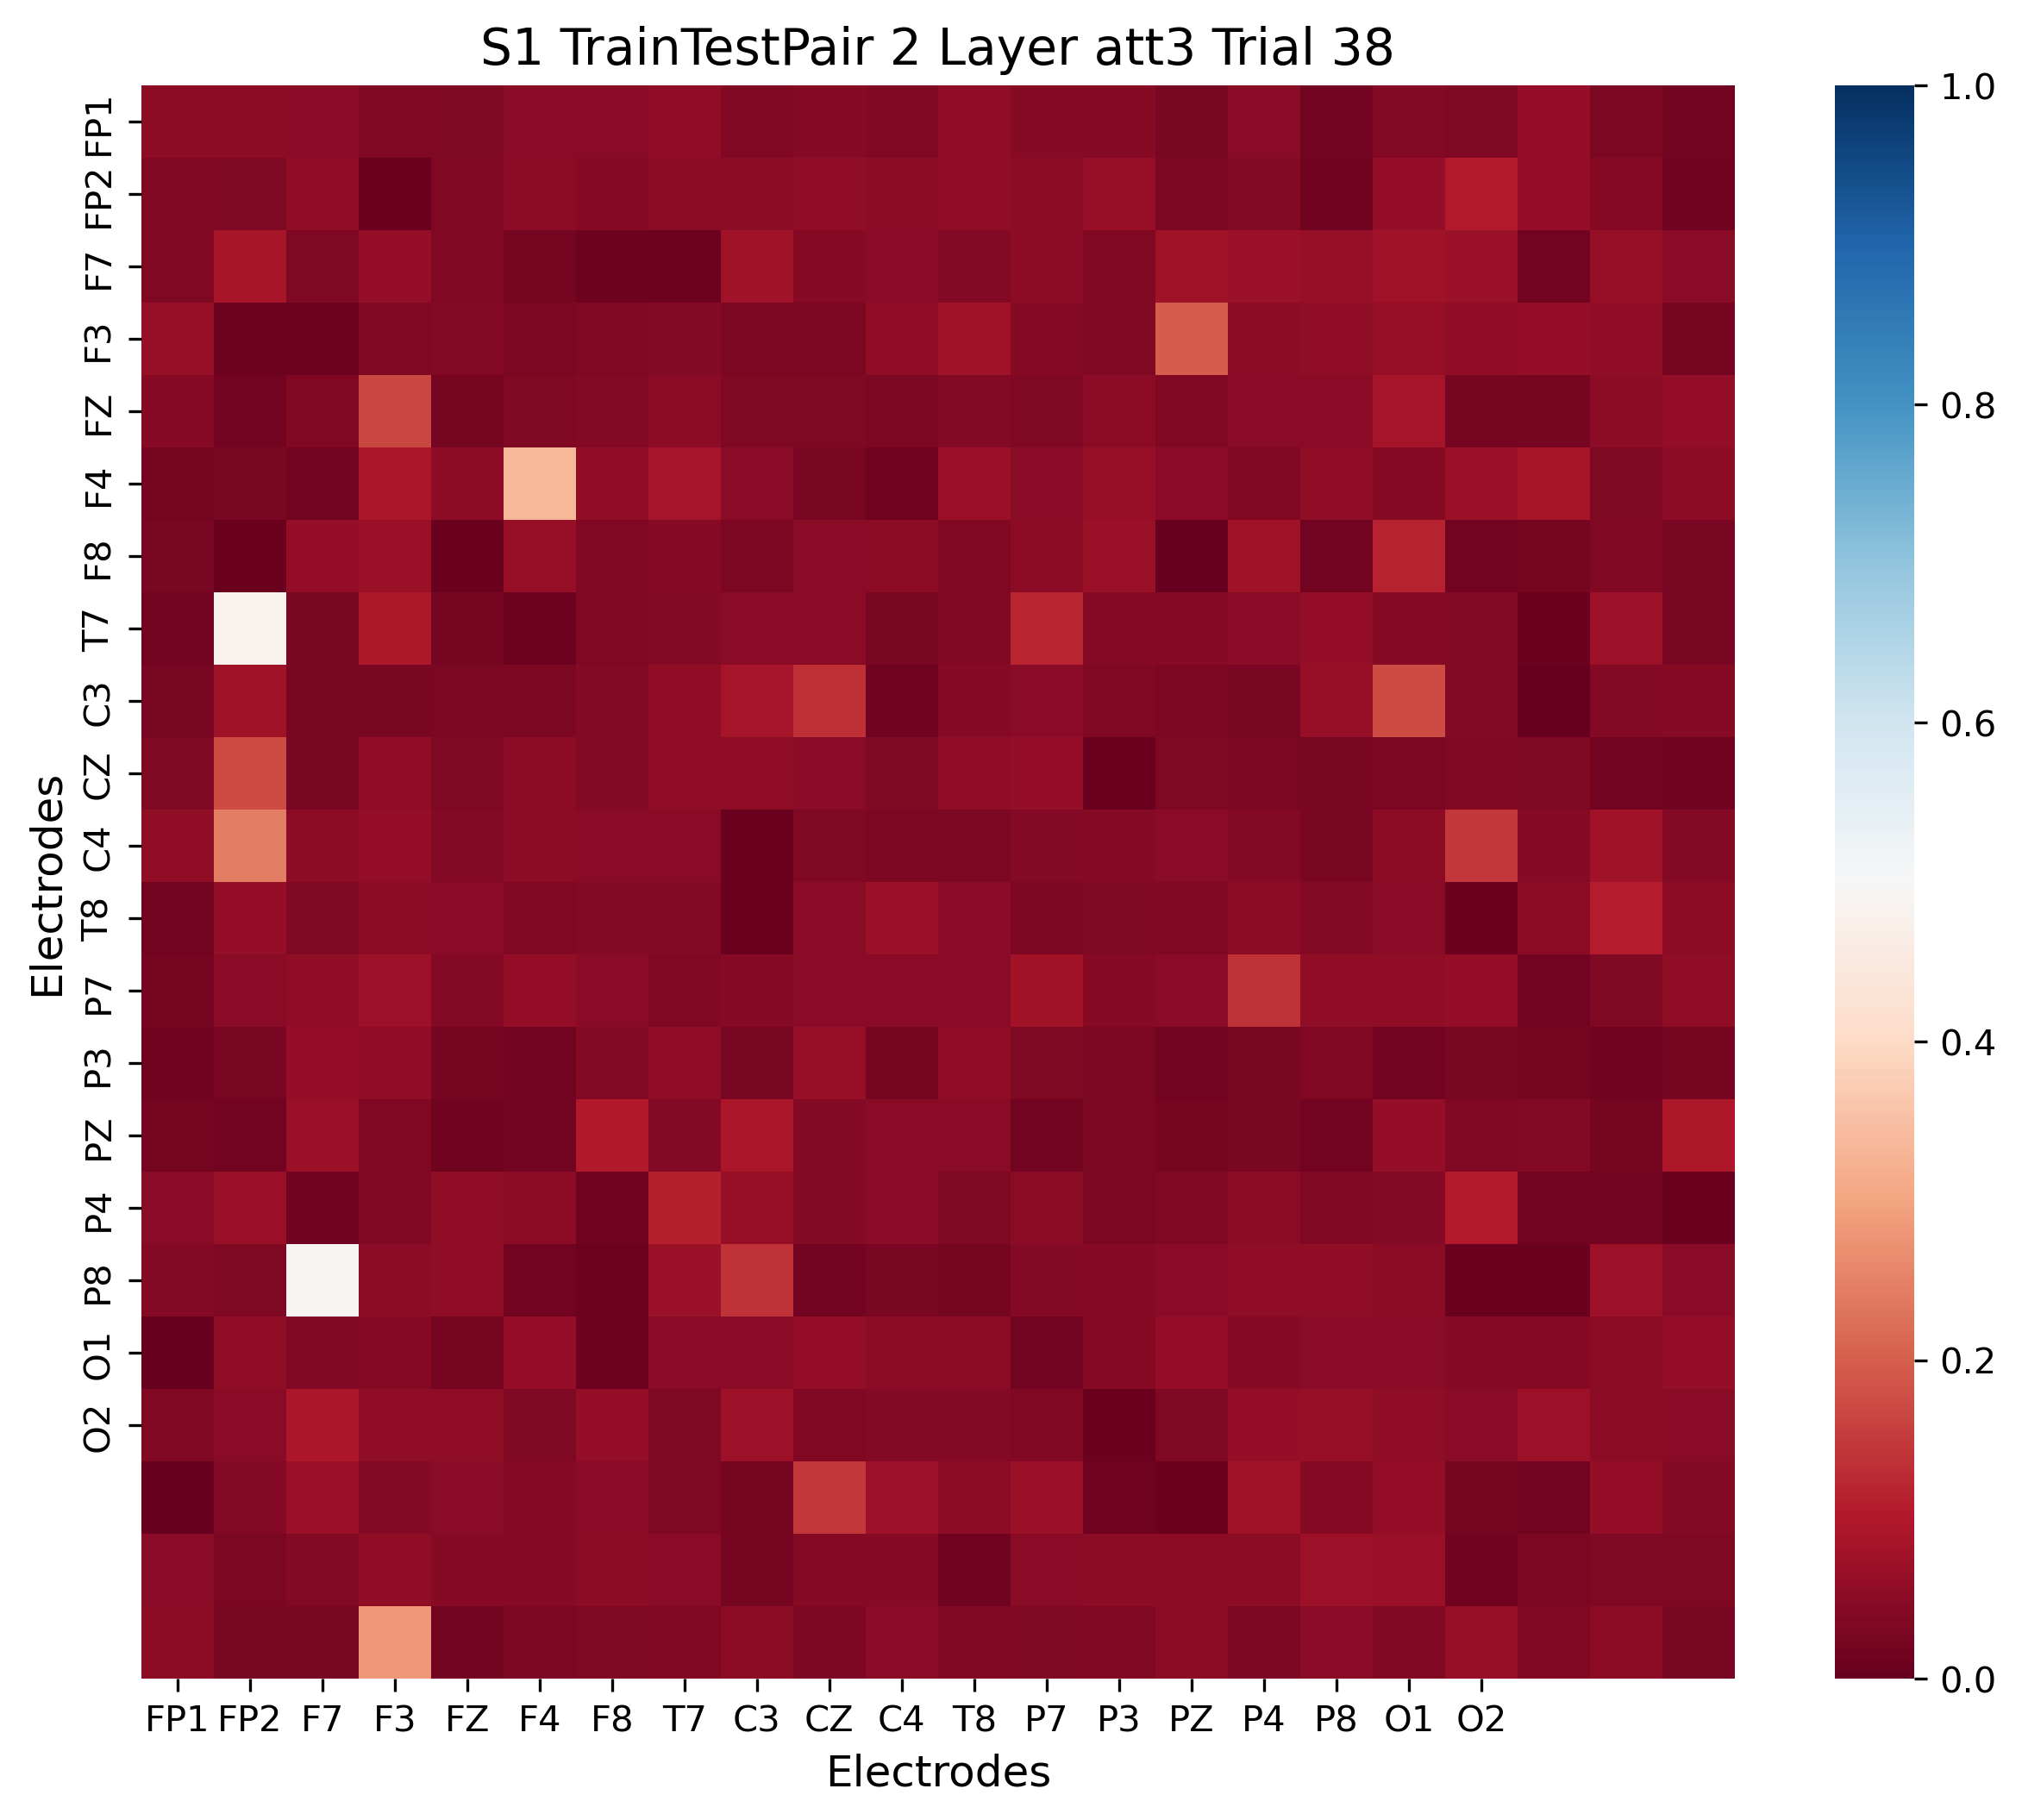 S1 TrainTestPair 2 Layer att3 Trial 38
Electrodes
FP1
FP2
F7
F3
FZ
F4
F8
T7
C3
CZ
C4
T8
P7
P3
PZ
P4
P8
O1
O2
FP1 FP2 F7 F3 FZ F4 F8 T7 C3 CZ C4 T8 P7 P3 PZ P4 P8 O1 O2
Electrodes
1.0
0.8
0.6
0.4
0.2
0.0